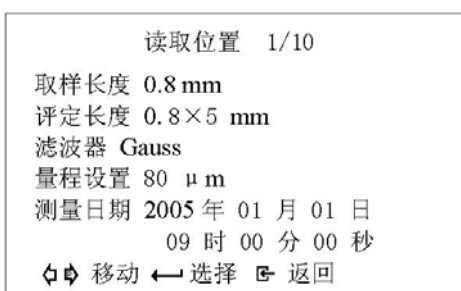 读取位置 1/10
取样长度 0.8 mm
评定长度 0.8×5 mm
滤波器 Gauss
量程设置 80 μm
测量日期 2005 年 01 月 01 日
09 时 00 分 00 秒
移动 ← 选择 返回